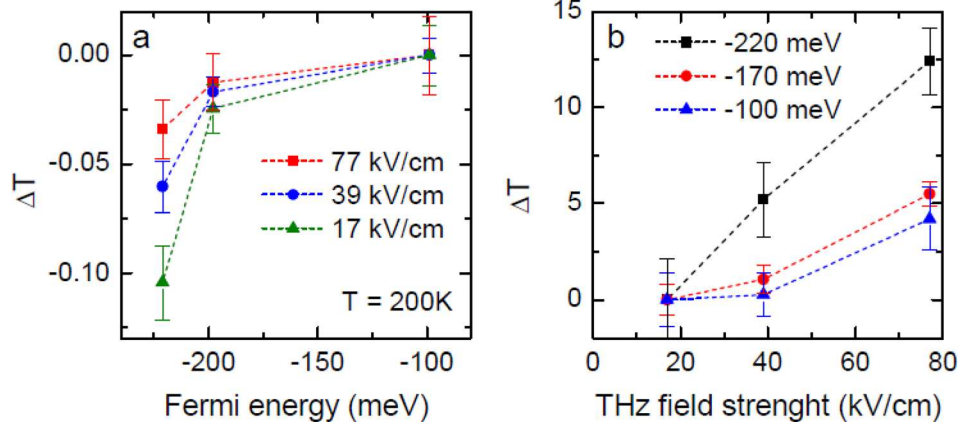 a
0.00
-0.05
-0.10
ΔT
77 kV/cm
39 kV/cm
17 kV/cm
T = 200K
-200
-150
-100
Fermi energy (meV)
b
15
10
5
0
ΔT
-220 meV
-170 meV
-100 meV
0
20
40
60
80
THz field strenght (kV/cm)